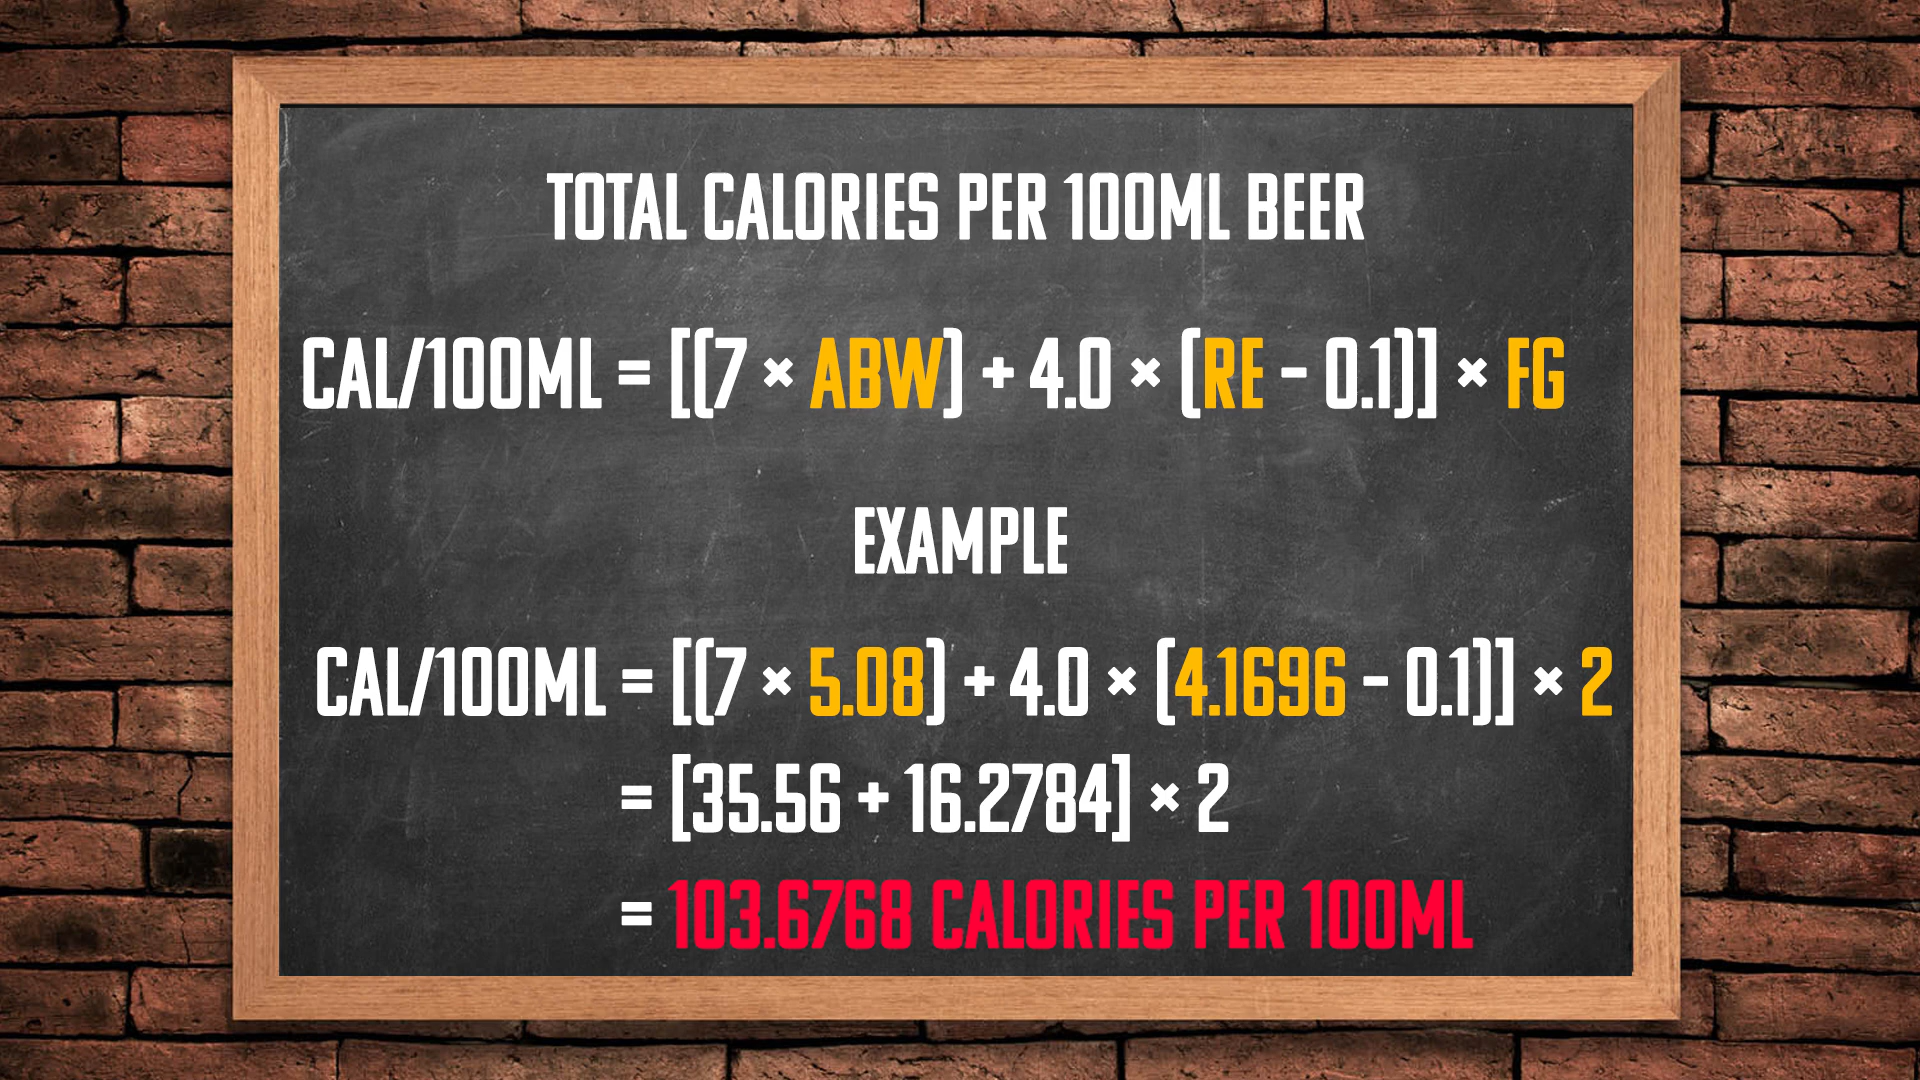 TOTAL CALORIES PER 100ML BEER
CAL/100ML = [(7 × ABW) + 4.0 × (RE - 0.1)] × FG
EXAMPLE
CAL/100ML = [(7 × 5.08) + 4.0 × (4.1696 - 0.1)] × 2
= [35.56 + 16.2784] × 2
= 103.6768 CALORIES PER 100ML